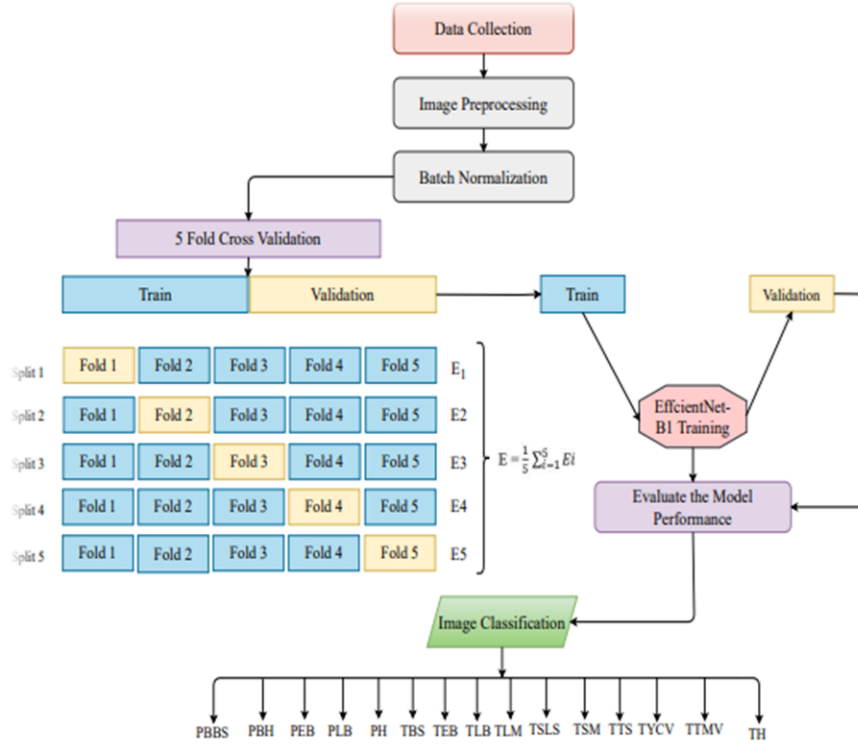 Data Collection
Image Preprocessing
Batch Normalization
5 Fold Cross Validation
Train Validation Train Validation
Split 1 Fold 1 Fold 2 Fold 3 Fold 4 Fold 5 E1
Split 2 Fold 1 Fold 2 Fold 3 Fold 4 Fold 5 E2
Split 3 Fold 1 Fold 2 Fold 3 Fold 4 Fold 5 E3
Split 4 Fold 1 Fold 2 Fold 3 Fold 4 Fold 5 E4
Split 5 Fold 1 Fold 2 Fold 3 Fold 4 Fold 5 E5
E = 1/5 ∑_{i=1}^{5} Ei
EffcientNet-
B1 Training
Evaluate the Model
Performance
Image Classification
PBBS PBH PEB PLB PH TBS TEB TLB TLM TSLS TSM TTS TYCV TTMV TH